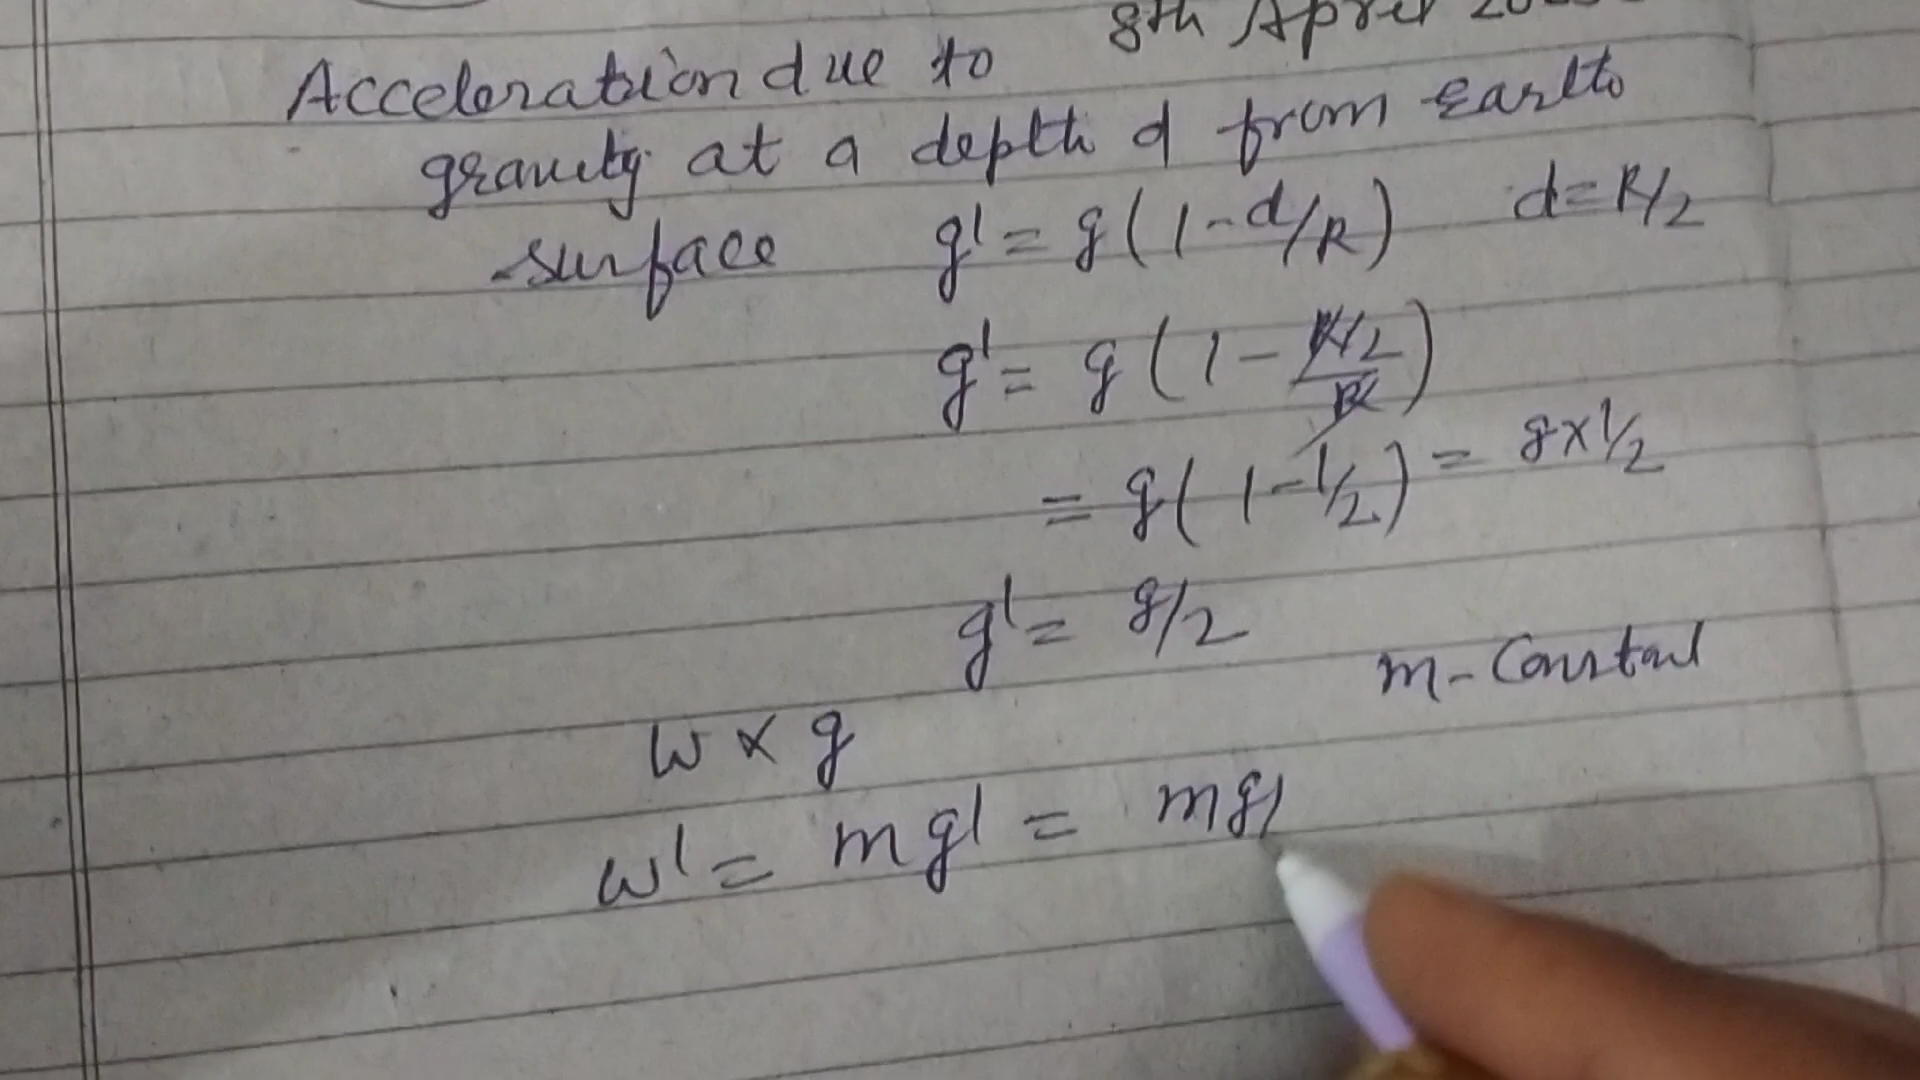 8th April
Acceleration due to
gravity at a depth d from earth
surface g' = g(1-d/R) d=R/2
g' = g(1 - R/2/R)
= g(1-1/2) = g×1/2
g' = g/2
m-Constant
W ∝ g
W' = mg' = mg/